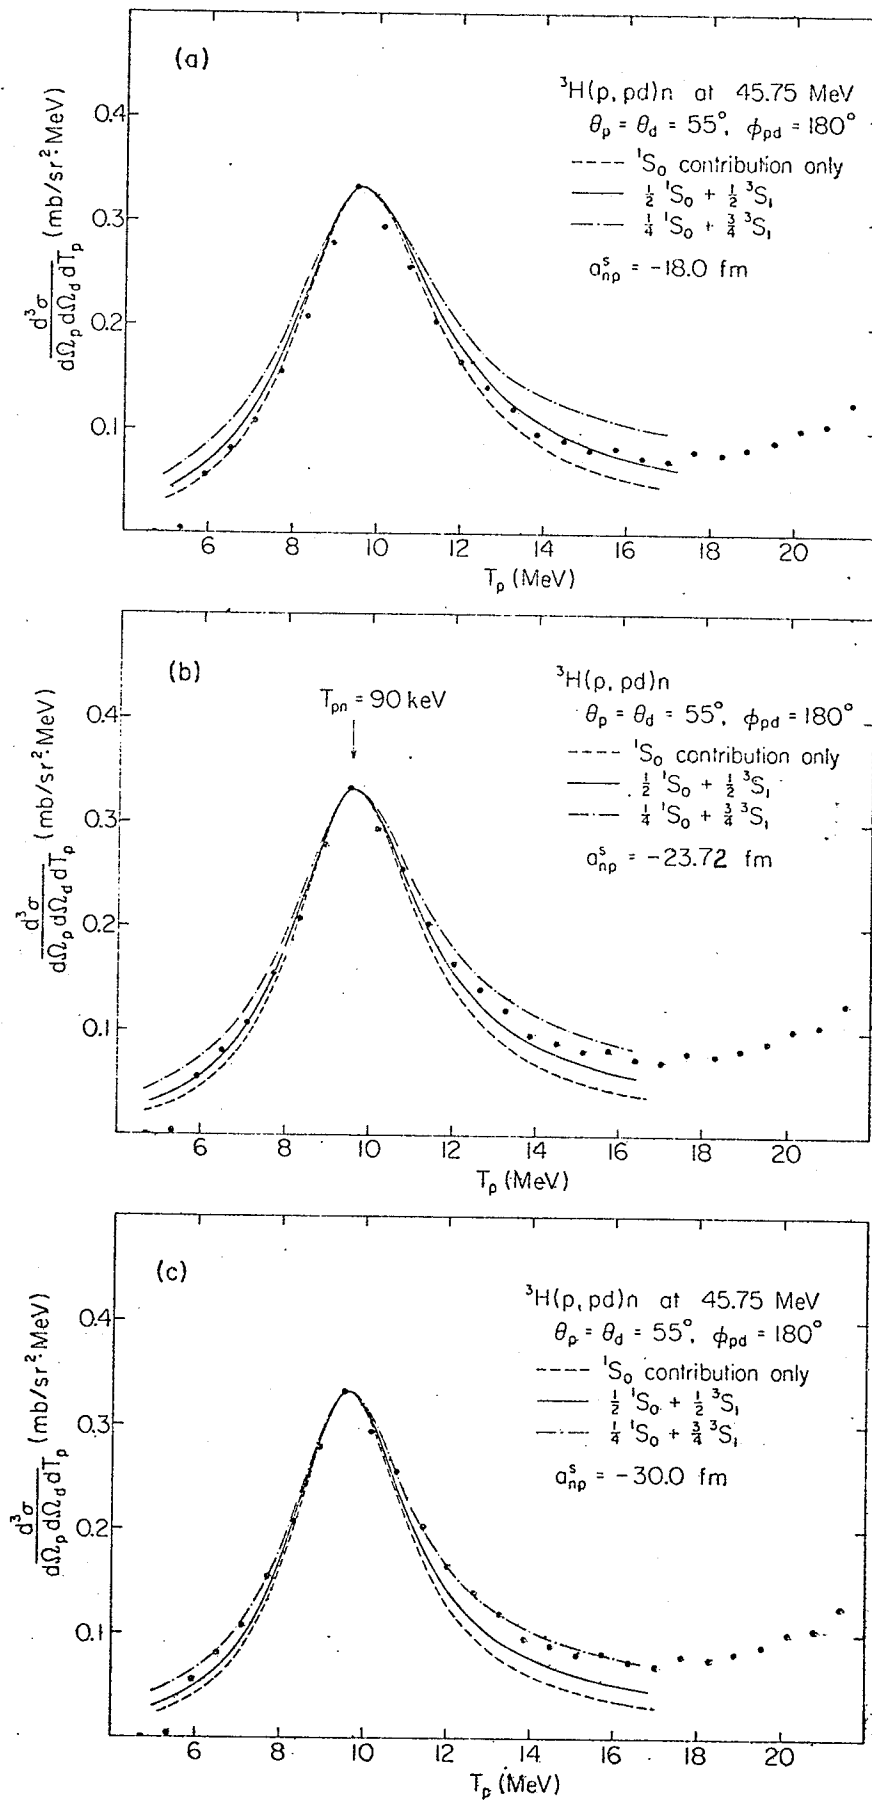 (a)
³H(p, pd)n at 45.75 MeV
θp = θd = 55°, ϕpd = 180°
¹S₀ contribution only
½ ¹S₀ + ½ ³S₁
¼ ¹S₀ + ¾ ³S₁
aˢnp = -18.0 fm
d³σ
dΩp dΩd dTp (mb/sr²·MeV)
0.4
0.3
0.2
0.1
6 8 10 12 14 16 18 20
Tp (MeV)
(b)
Tpn = 90 keV
³H(p, pd)n
θp = θd = 55°, ϕpd = 180°
¹S₀ contribution only
½ ¹S₀ + ½ ³S₁
¼ ¹S₀ + ¾ ³S₁
aˢnp = -23.72 fm
d³σ
dΩp dΩd dTp (mb/sr²·MeV)
0.4
0.3
0.2
0.1
6 8 10 12 14 16 18 20
Tp (MeV)
(c)
³H(p, pd)n at 45.75 MeV
θp = θd = 55°, ϕpd = 180°
¹S₀ contribution only
½ ¹S₀ + ½ ³S₁
¼ ¹S₀ + ¾ ³S₁
aˢnp = -30.0 fm
d³σ
dΩp dΩd dTp (mb/sr²·MeV)
0.4
0.3
0.2
0.1
6 8 10 12 14 16 18 20
Tp (MeV)